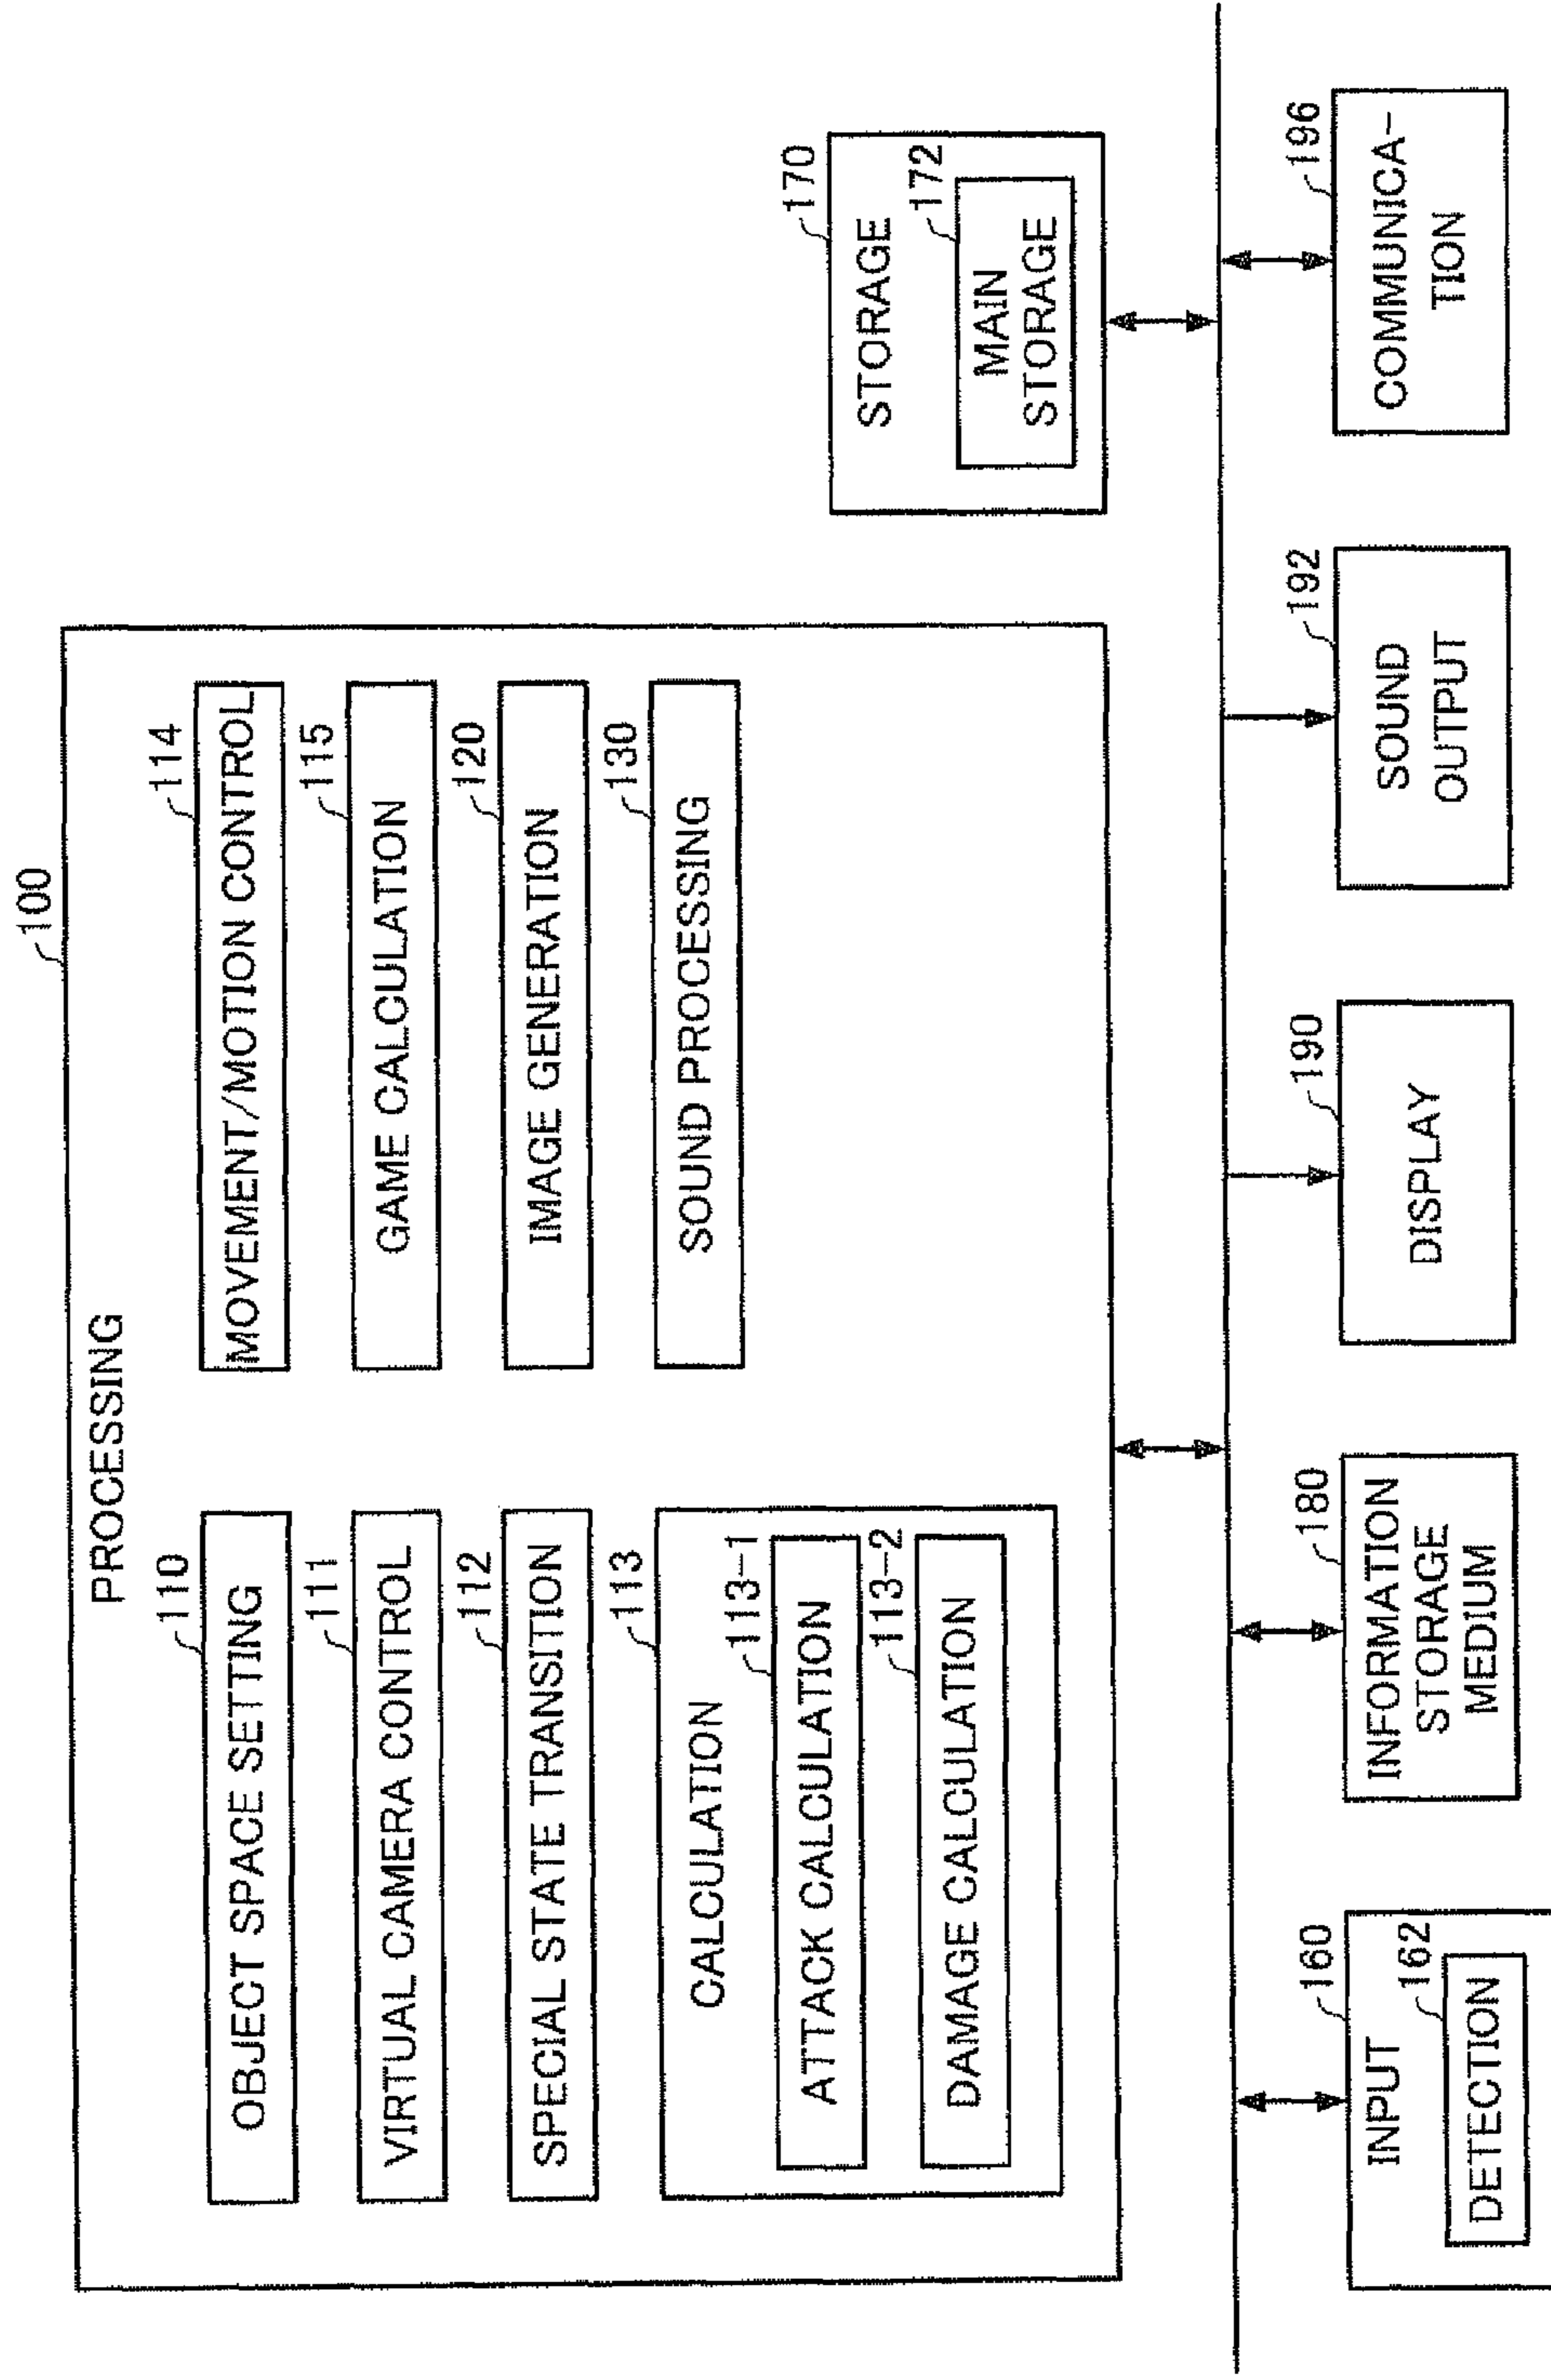 100
PROCESSING
110
OBJECT SPACE SETTING
111
VIRTUAL CAMERA CONTROL
112
SPECIAL STATE TRANSITION
113
CALCULATION
113-1
ATTACK CALCULATION
113-2
DAMAGE CALCULATION
114
MOVEMENT/MOTION CONTROL
115
GAME CALCULATION
120
IMAGE GENERATION
130
SOUND PROCESSING
170
STORAGE
172
MAIN
STORAGE
160
INPUT
162
DETECTION
180
INFORMATION
STORAGE
MEDIUM
190
DISPLAY
192
SOUND
OUTPUT
196
COMMUNICA-
TION